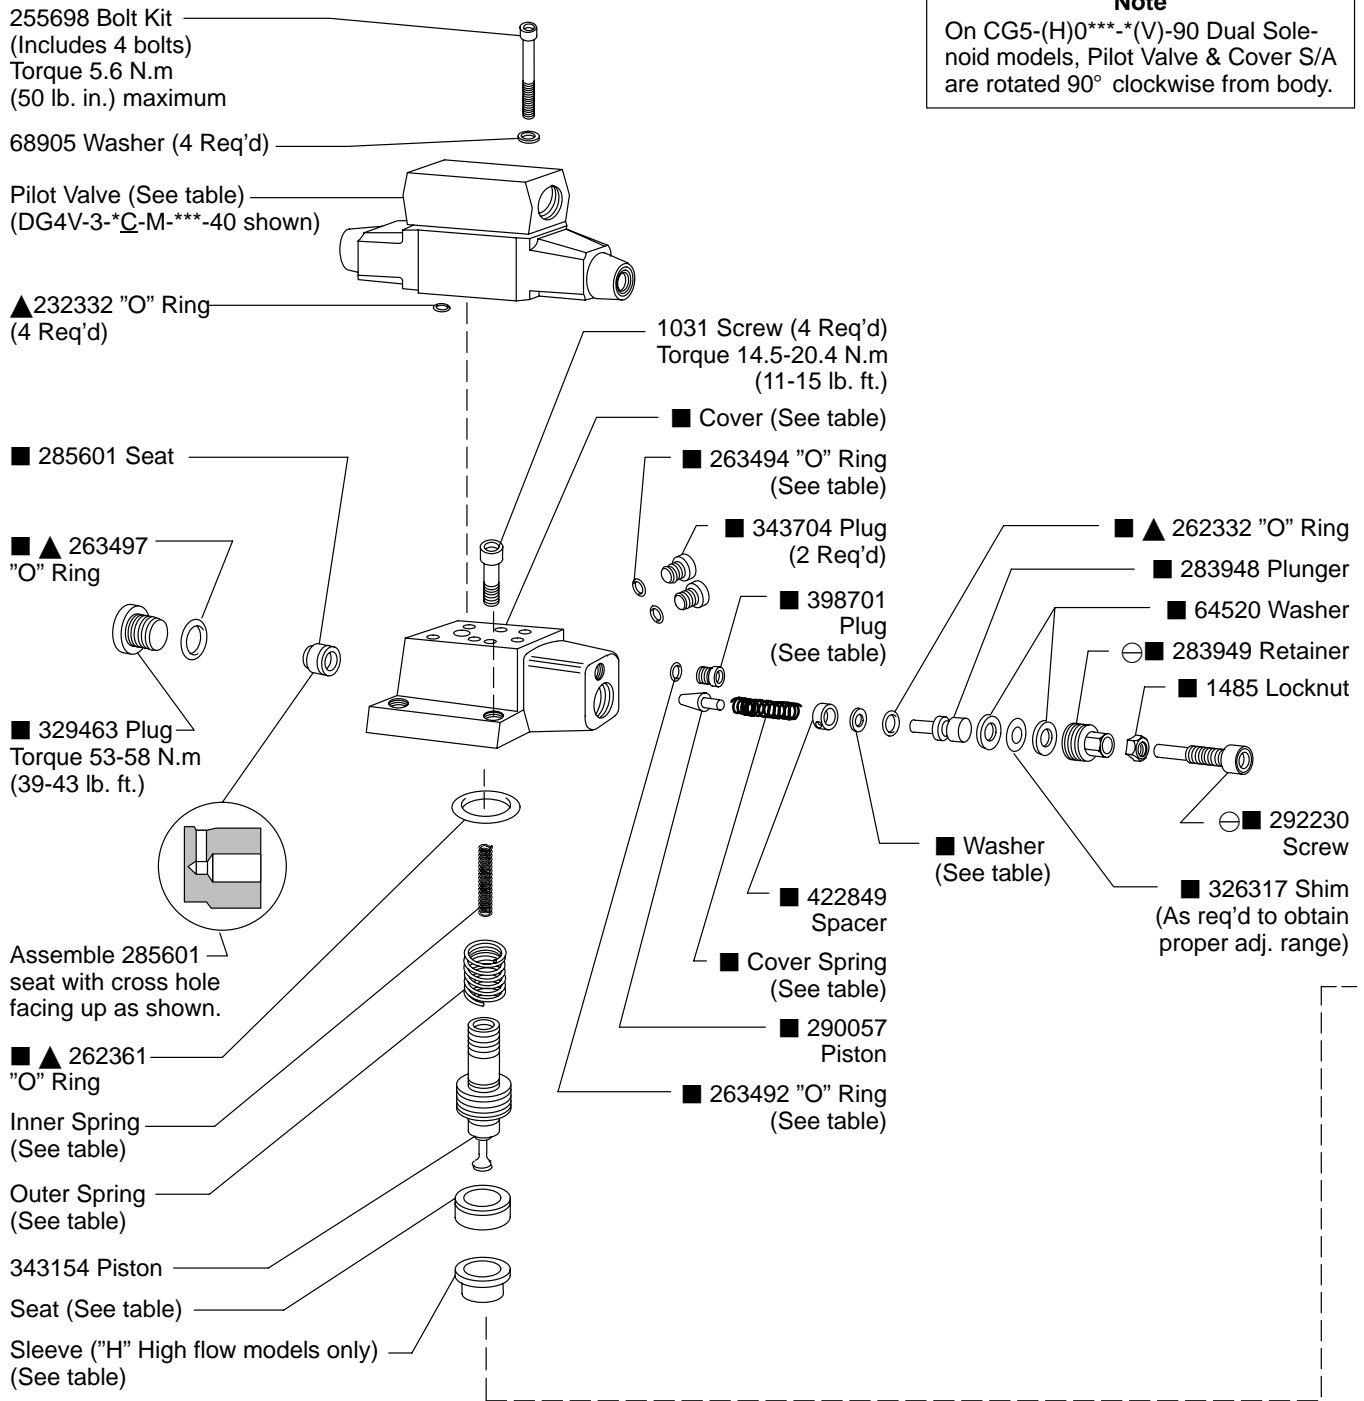 255698 Bolt Kit
(Includes 4 bolts)
Torque 5.6 N.m
(50 lb. in.) maximum
68905 Washer (4 Req'd)
Pilot Valve (See table)
(DG4V-3-*C-M-***-40 shown)
▲232332 "O" Ring
(4 Req'd)
Note
On CG5-(H)0***-*(V)-90 Dual Sole-
noid models, Pilot Valve & Cover S/A
are rotated 90° clockwise from body.
1031 Screw (4 Req'd)
Torque 14.5-20.4 N.m
(11-15 lb. ft.)
■ Cover (See table)
■ 263494 "O" Ring
(See table)
■ 343704 Plug
(2 Req'd)
■ 398701
Plug
(See table)
■ 285601 Seat
■ ▲ 263497
"O" Ring
■ 329463 Plug
Torque 53-58 N.m
(39-43 lb. ft.)
Assemble 285601
seat with cross hole
facing up as shown.
■ ▲ 262361
"O" Ring
Inner Spring
(See table)
Outer Spring
(See table)
343154 Piston
Seat (See table)
Sleeve ("H" High flow models only)
(See table)
■ ▲ 262332 "O" Ring
■ 283948 Plunger
■ 64520 Washer
⊖■ 283949 Retainer
■ 1485 Locknut
⊖■ 292230
Screw
■ 326317 Shim
(As req'd to obtain
proper adj. range)
■ Washer
(See table)
■ 422849
Spacer
■ Cover Spring
(See table)
■ 290057
Piston
■ 263492 "O" Ring
(See table)